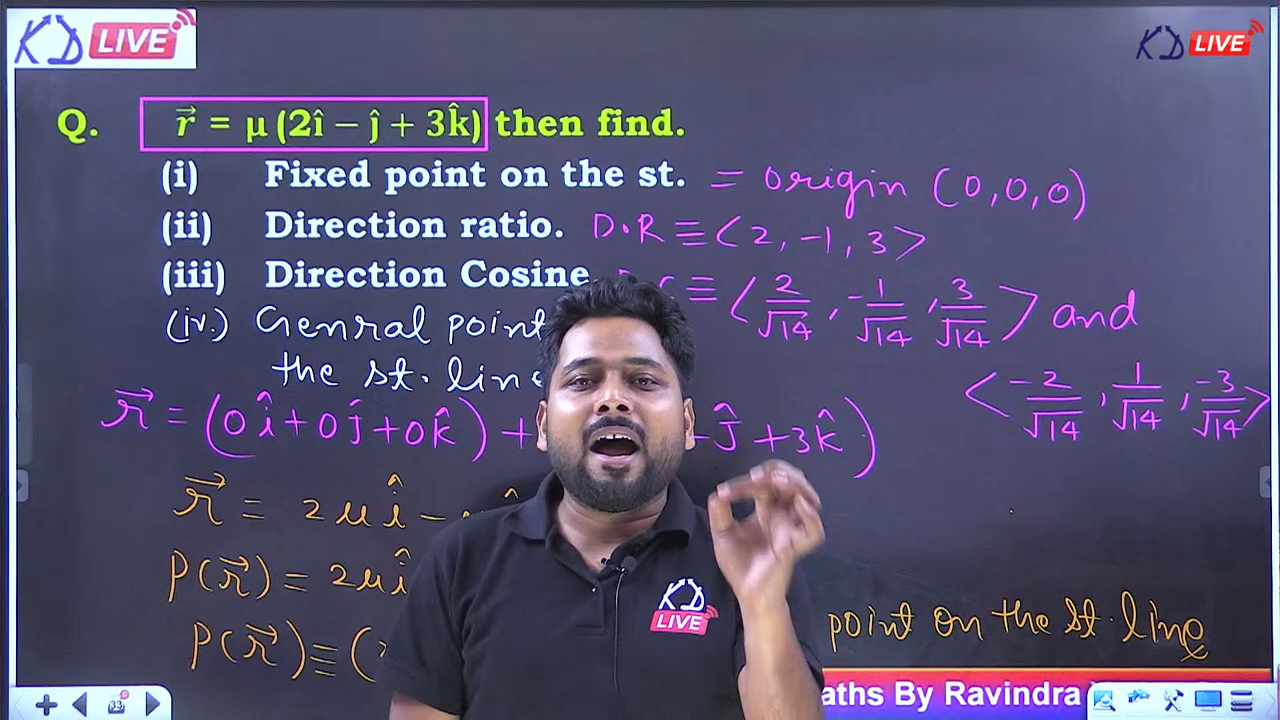 KD LIVE
KD LIVE
Q. r⃗ = μ (2î − ĵ + 3k̂) then find.
(i) Fixed point on the st. = origin (0,0,0)
(ii) Direction ratio. D.R ≡ <2, -1, 3>
(iii) Direction Cosine. ≡ <2/√14, -1/√14, 3/√14> and
<-2/√14, 1/√14, -3/√14>
(iv.) Genral point
the st. line
r⃗ = (0î+0ĵ+0k̂) + -ĵ+3k̂)
r⃗ = 2μî -
P(r⃗) = 2μî
P(r⃗) ≡ ( point on the st. line
KD LIVE
aths By Ravindra